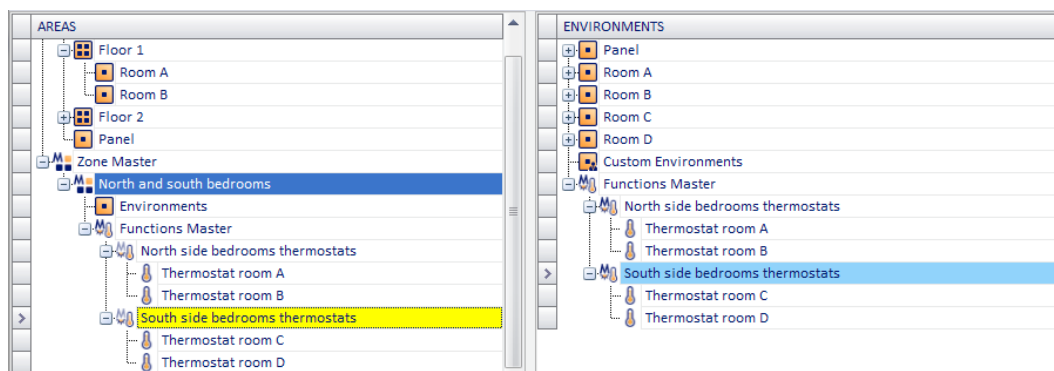 AREAS
Floor 1
Room A
Room B
Floor 2
Panel
Zone Master
North and south bedrooms
Environments
Functions Master
North side bedrooms thermostats
Thermostat room A
Thermostat room B
South side bedrooms thermostats
Thermostat room C
Thermostat room D
ENVIRONMENTS
Panel
Room A
Room B
Room C
Room D
Custom Environments
Functions Master
North side bedrooms thermostats
Thermostat room A
Thermostat room B
South side bedrooms thermostats
Thermostat room C
Thermostat room D